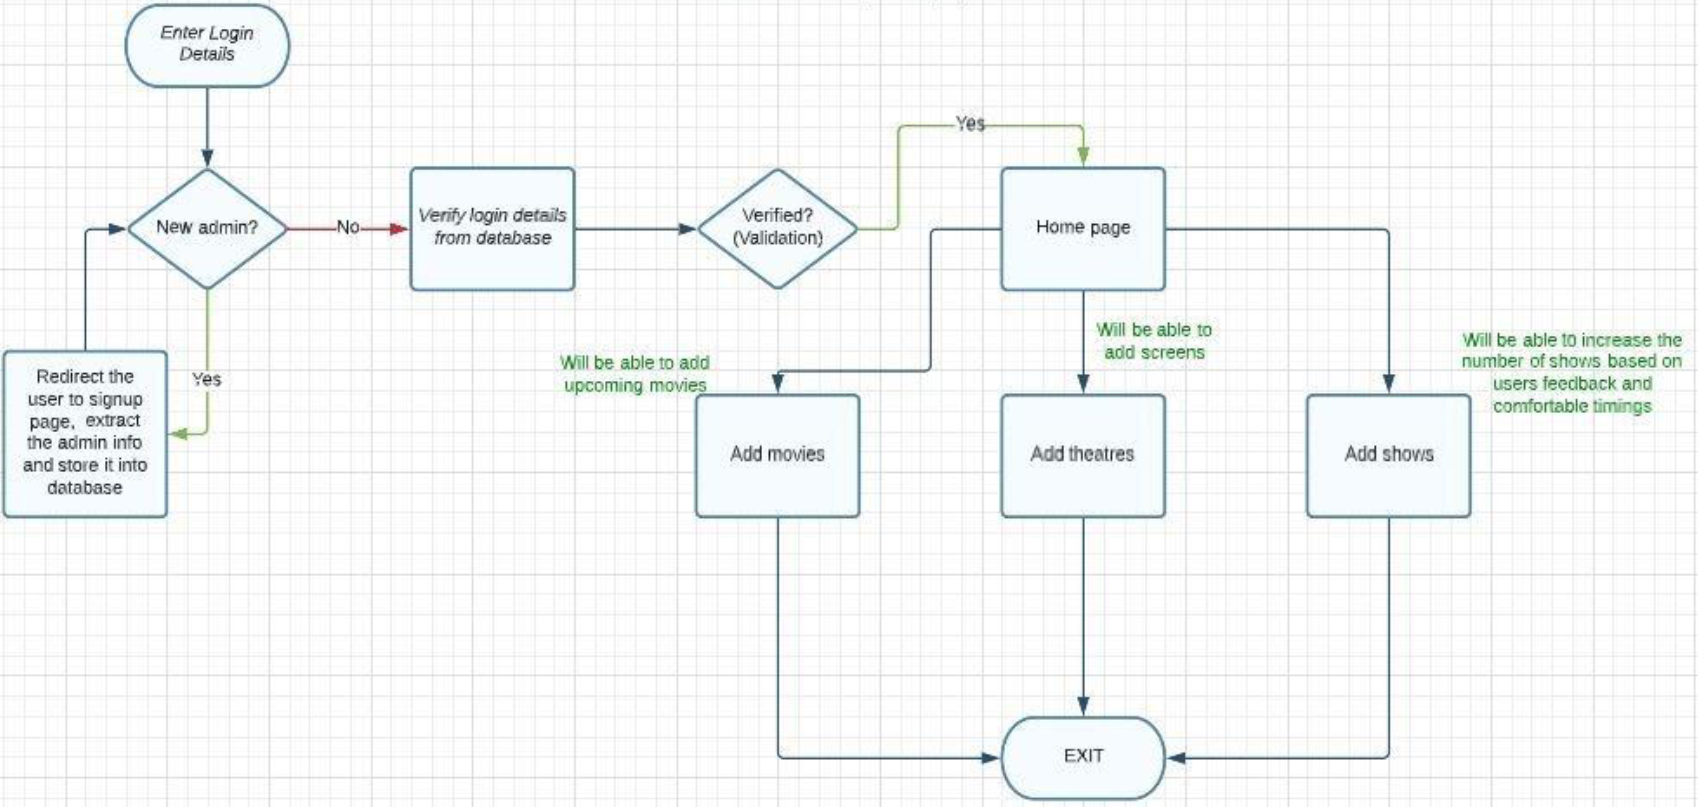 Enter Login
Details
Yes
New admin?
No
Verify login details
from database
Verified?
(Validation)
Home page
Will be able to
add screens
Will be able to increase the
number of shows based on
users feedback and
comfortable timings
Will be able to add
upcoming movies
Redirect the
user to signup
page, extract
the admin info
and store it into
database
Yes
Add movies
Add theatres
Add shows
EXIT